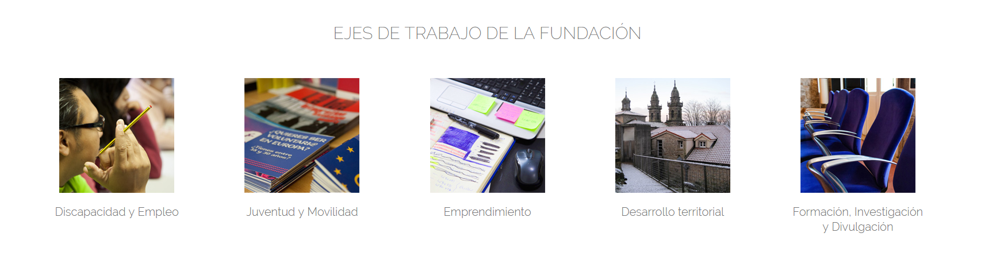 EJES DE TRABAJO DE LA FUNDACIÓN
¿QUIERES SER
VOLUNTARI@
EN EUROPA?
¿Tienes entre
18 y 30 años?
Discapacidad y Empleo
Juventud y Movilidad
Emprendimiento
Desarrollo territorial
Formación, Investigación
y Divulgación